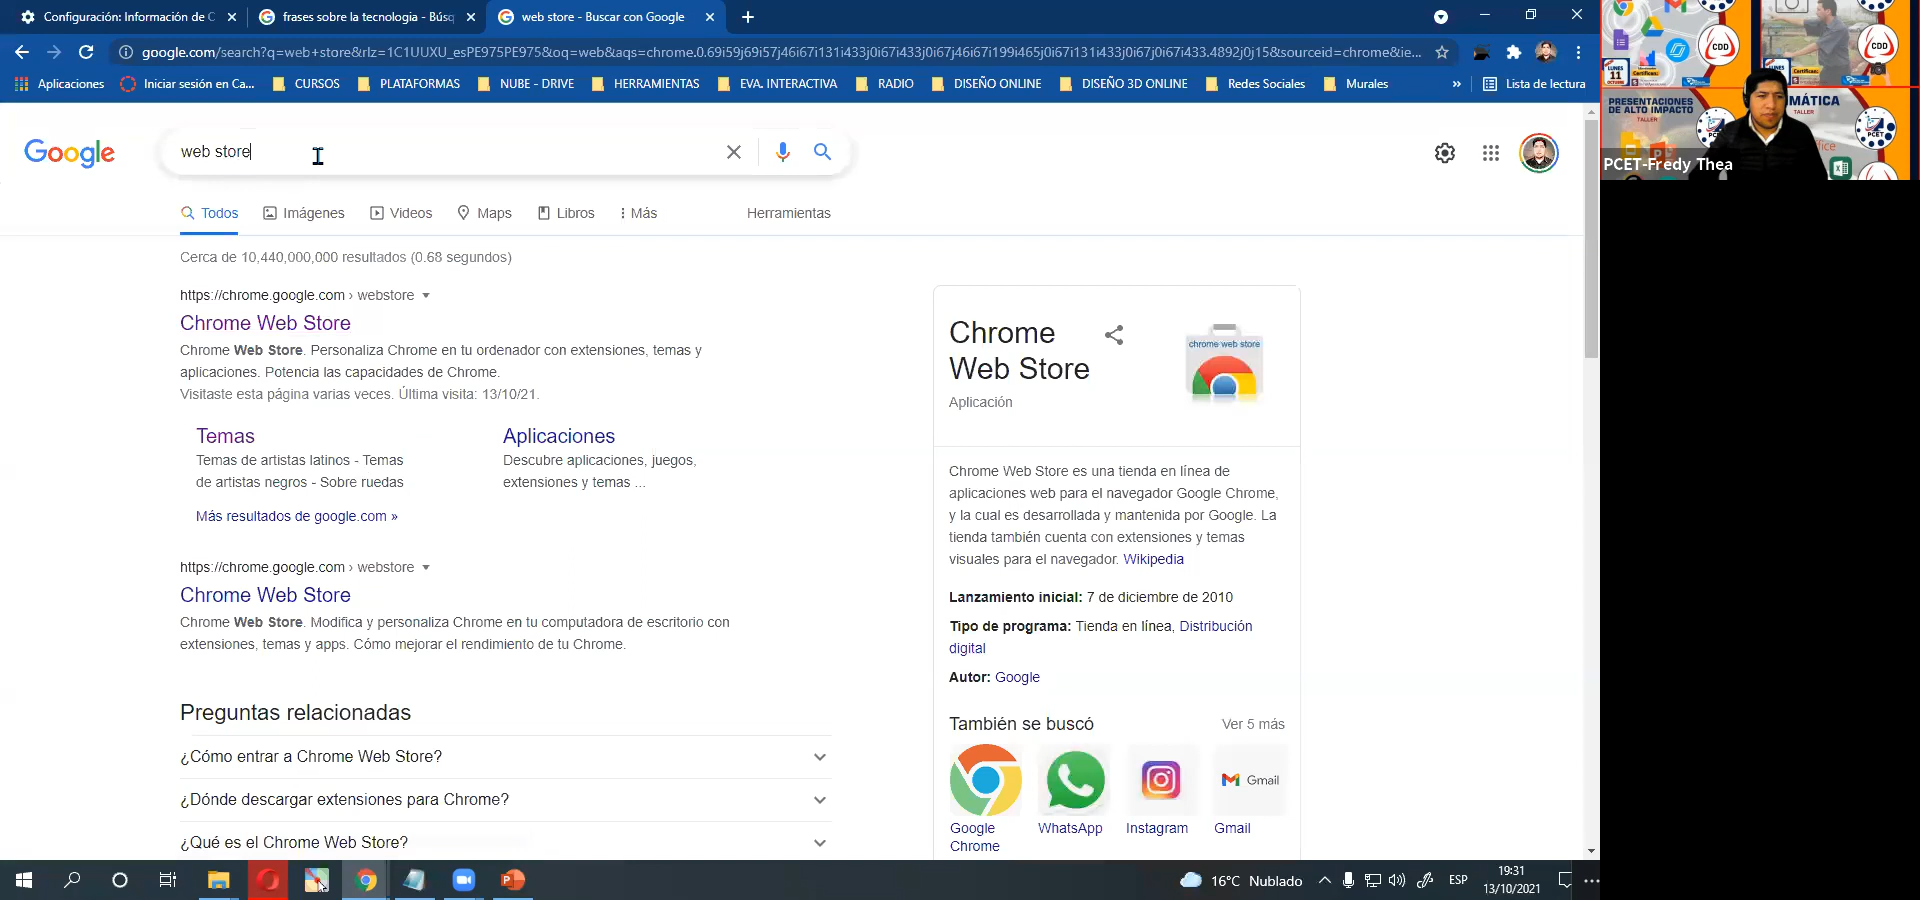 Configuración: Información de C
frases sobre la tecnologia - Búsq
web store - Buscar con Google
google.com/search?q=web+store&rlz=1C1UUXU_esPE975PE975&oq=web&aqs=chrome.0.69i59j69i57j46i67i131i433j0i67i433j0i67j46i67i199i465j0i67i131i433j0i67j0i67i433.4892j0j15&sourceid=chrome&ie...
Aplicaciones
Iniciar sesión en Ca...
CURSOS
PLATAFORMAS
NUBE - DRIVE
HERRAMIENTAS
EVA. INTERACTIVA
RADIO
DISEÑO ONLINE
DISEÑO 3D ONLINE
Redes Sociales
Murales
»
Lista de lectura
Google
web store
Todos
Imágenes
Videos
Maps
Libros
Más
Herramientas
Cerca de 10,440,000,000 resultados (0.68 segundos)
https://chrome.google.com › webstore
Chrome Web Store
Chrome Web Store. Personaliza Chrome en tu ordenador con extensiones, temas y
aplicaciones. Potencia las capacidades de Chrome.
Visitaste esta página varias veces. Última visita: 13/10/21.
Temas
Temas de artistas latinos - Temas
de artistas negros - Sobre ruedas
Aplicaciones
Descubre aplicaciones, juegos,
extensiones y temas ...
Más resultados de google.com »
https://chrome.google.com › webstore
Chrome Web Store
Chrome Web Store. Modifica y personaliza Chrome en tu computadora de escritorio con
extensiones, temas y apps. Cómo mejorar el rendimiento de tu Chrome.
Preguntas relacionadas
¿Cómo entrar a Chrome Web Store?
¿Dónde descargar extensiones para Chrome?
¿Qué es el Chrome Web Store?
Chrome
Web Store
Aplicación
chrome web store
Chrome Web Store es una tienda en línea de
aplicaciones web para el navegador Google Chrome,
y la cual es desarrollada y mantenida por Google. La
tienda también cuenta con extensiones y temas
visuales para el navegador. Wikipedia
Lanzamiento inicial: 7 de diciembre de 2010
Tipo de programa: Tienda en línea, Distribución
digital
Autor: Google
También se buscó
Ver 5 más
Gmail
Google
Chrome
WhatsApp
Instagram
Gmail
CDD
CDD
LUNES
11
PRESENTACIONES
DE ALTO IMPACTO
TALLER
MÁTICA
TALLER
PCET
PCET
PCET-Fredy Thea
16°C Nublado
ESP
19:31
13/10/2021